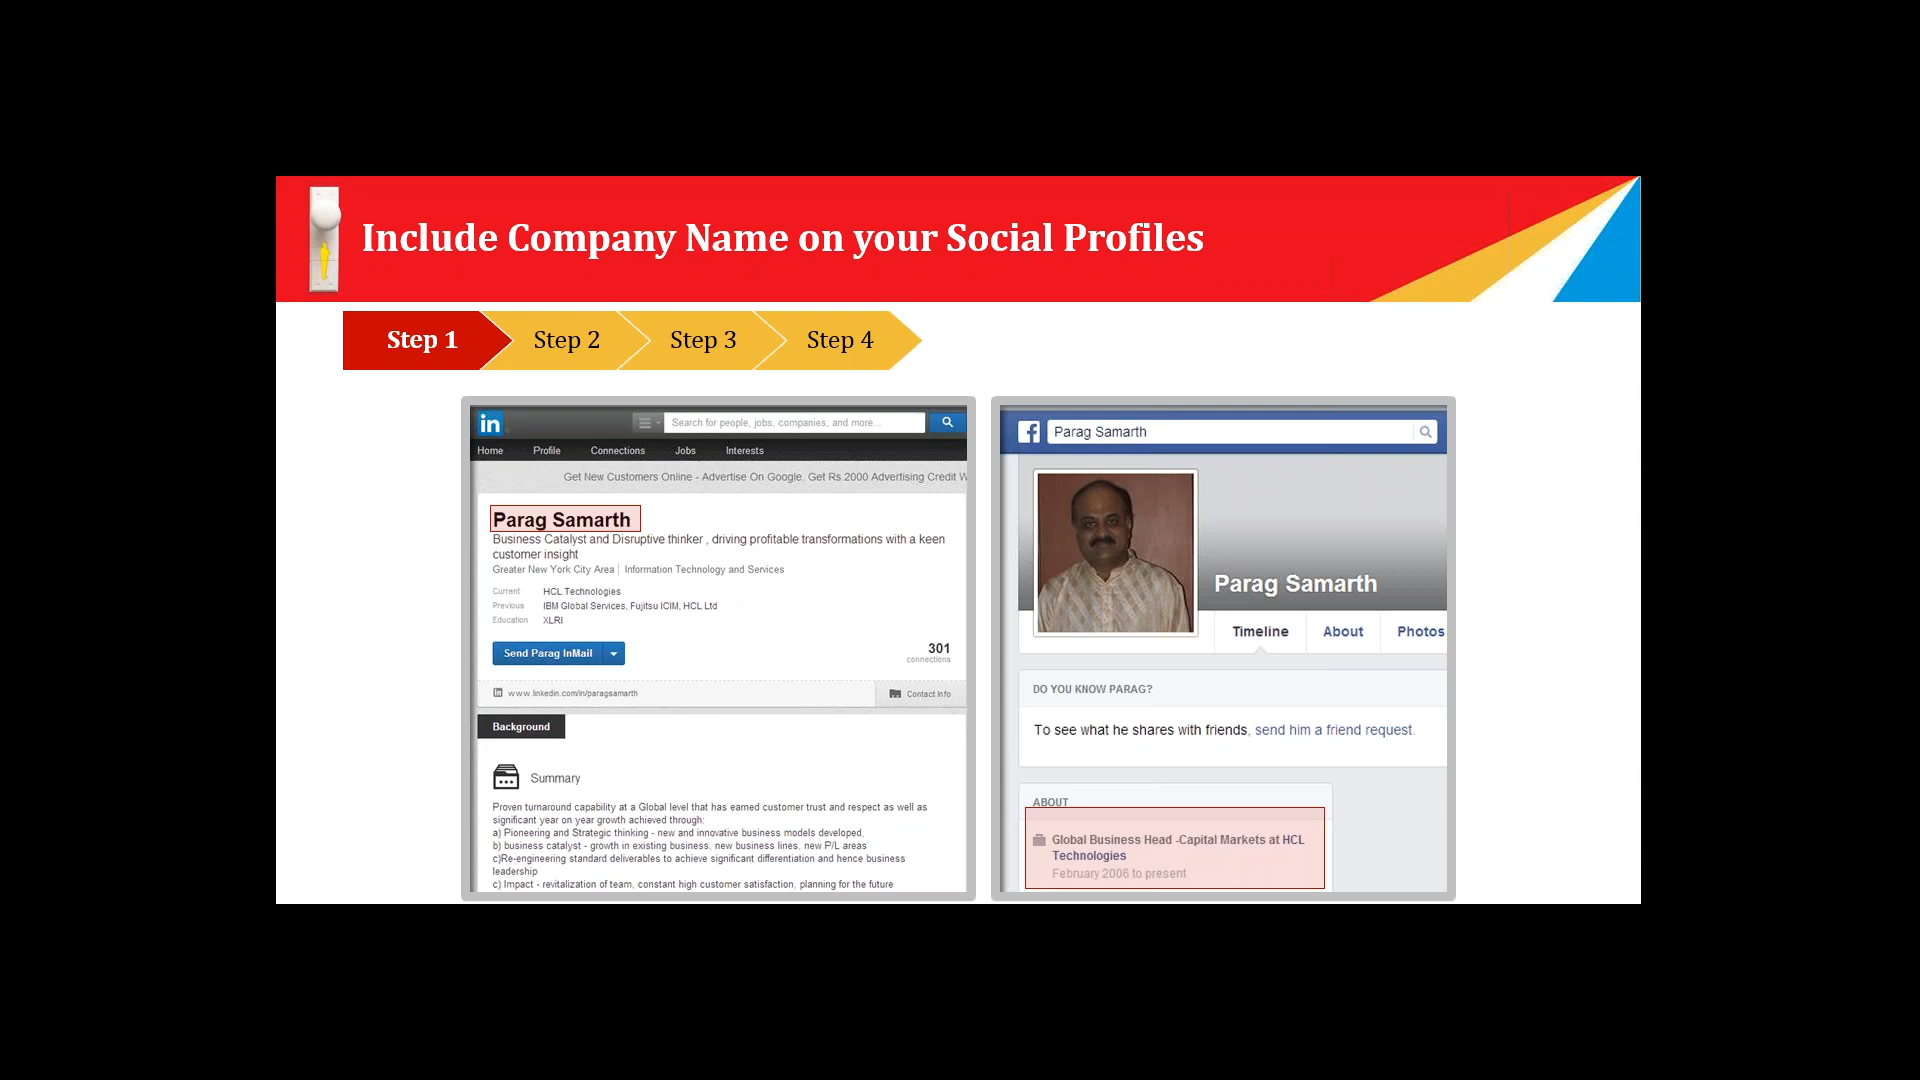 Include Company Name on your Social Profiles
Step 1
Step 2
Step 3
Step 4
in
Search for people, jobs, companies, and more...
Home Profile Connections Jobs Interests
Get New Customers Online - Advertise On Google. Get Rs.2000 Advertising Credit W
Parag Samarth
Business Catalyst and Disruptive thinker , driving profitable transformations with a keen
customer insight
Greater New York City Area | Information Technology and Services
Current HCL Technologies
Previous IBM Global Services, Fujitsu ICIM, HCL Ltd
Education XLRI
Send Parag InMail
301
connections
www.linkedin.com/in/paragsamarth
Contact Info
Background
Summary
Proven turnaround capability at a Global level that has earned customer trust and respect as well as
significant year on year growth achieved through:
a) Pioneering and Strategic thinking - new and innovative business models developed,
b) business catalyst - growth in existing business, new business lines, new P/L areas
c)Re-engineering standard deliverables to achieve significant differentiation and hence business
leadership
c) Impact - revitalization of team, constant high customer satisfaction, planning for the future
f
Parag Samarth
Parag Samarth
Timeline About Photos
DO YOU KNOW PARAG?
To see what he shares with friends, send him a friend request.
ABOUT
Global Business Head -Capital Markets at HCL
Technologies
February 2006 to present